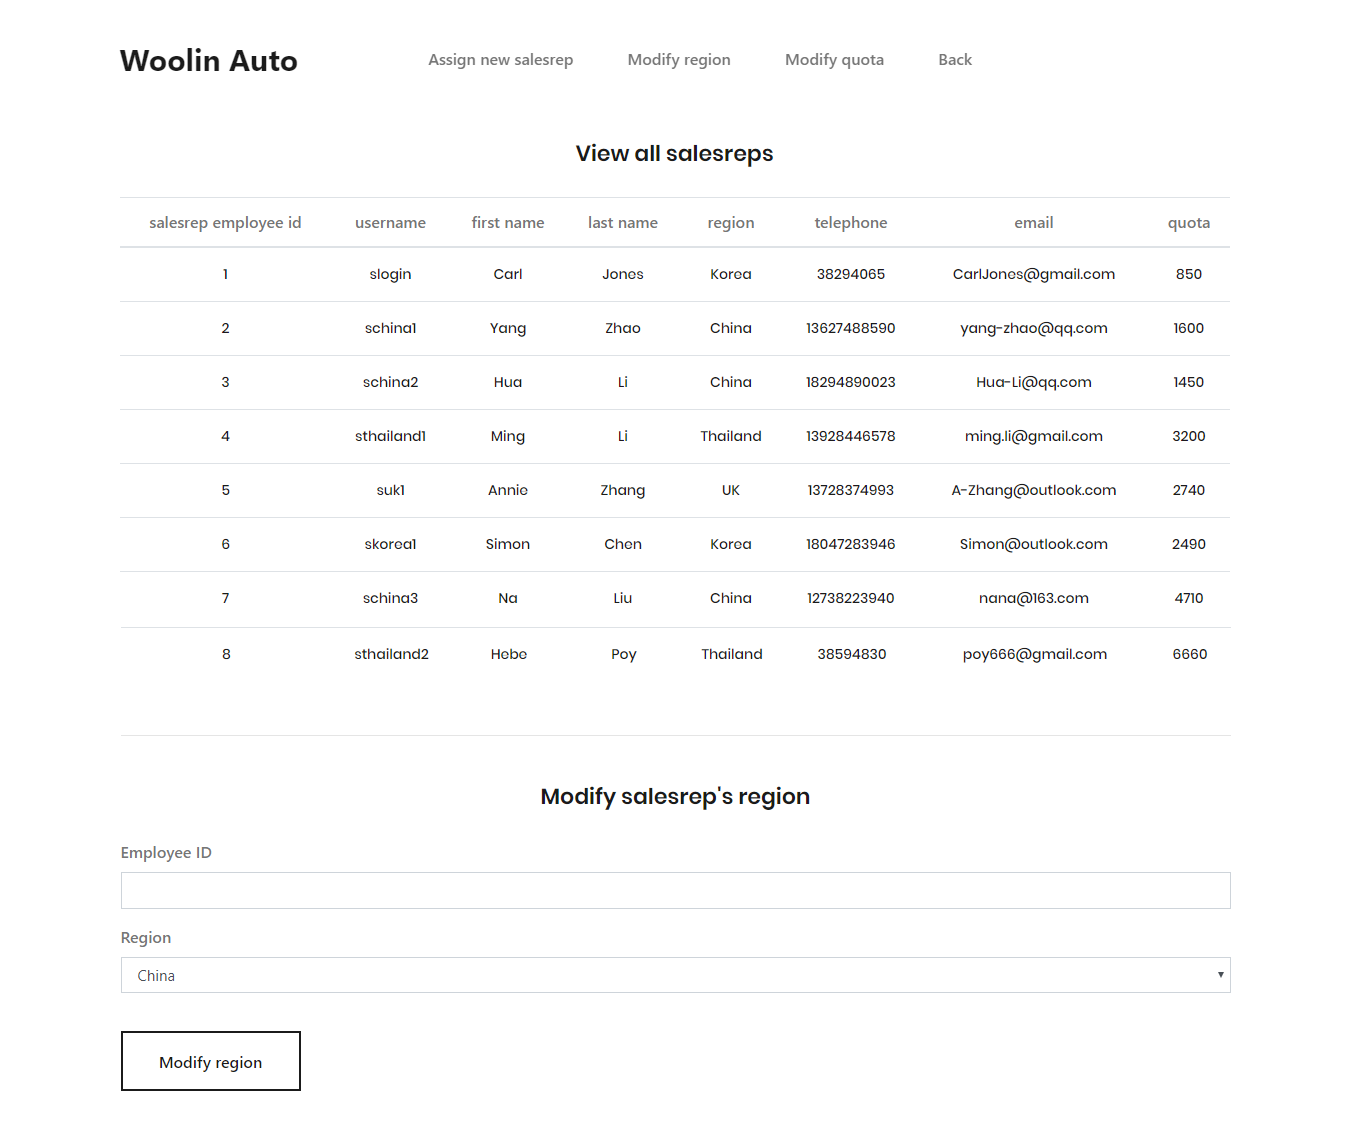 Woolin Auto Assign new salesrep Modify region Modify quota Back
View all salesreps
salesrep employee id username first name last name region telephone email quota
1 slogin Carl Jones Korea 38294065 CarlJones@gmail.com 850
2 schina1 Yang Zhao China 13627488590 yang-zhao@qq.com 1600
3 schina2 Hua Li China 18294890023 Hua-Li@qq.com 1450
4 sthailand1 Ming Li Thailand 13928446578 ming.li@gmail.com 3200
5 suk1 Annie Zhang UK 13728374993 A-Zhang@outlook.com 2740
6 skorea1 Simon Chen Korea 18047283946 Simon@outlook.com 2490
7 schina3 Na Liu China 12738223940 nana@163.com 4710
8 sthailand2 Hebe Poy Thailand 38594830 poy666@gmail.com 6660
Modify salesrep's region
Employee ID
Region
China
Modify region